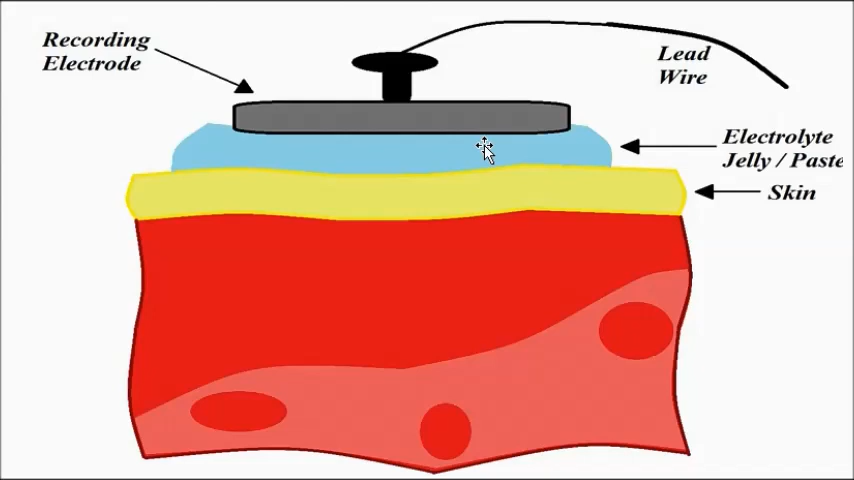 Recording
Electrode
Lead
Wire
Electrolyte
Jelly / Paste
Skin